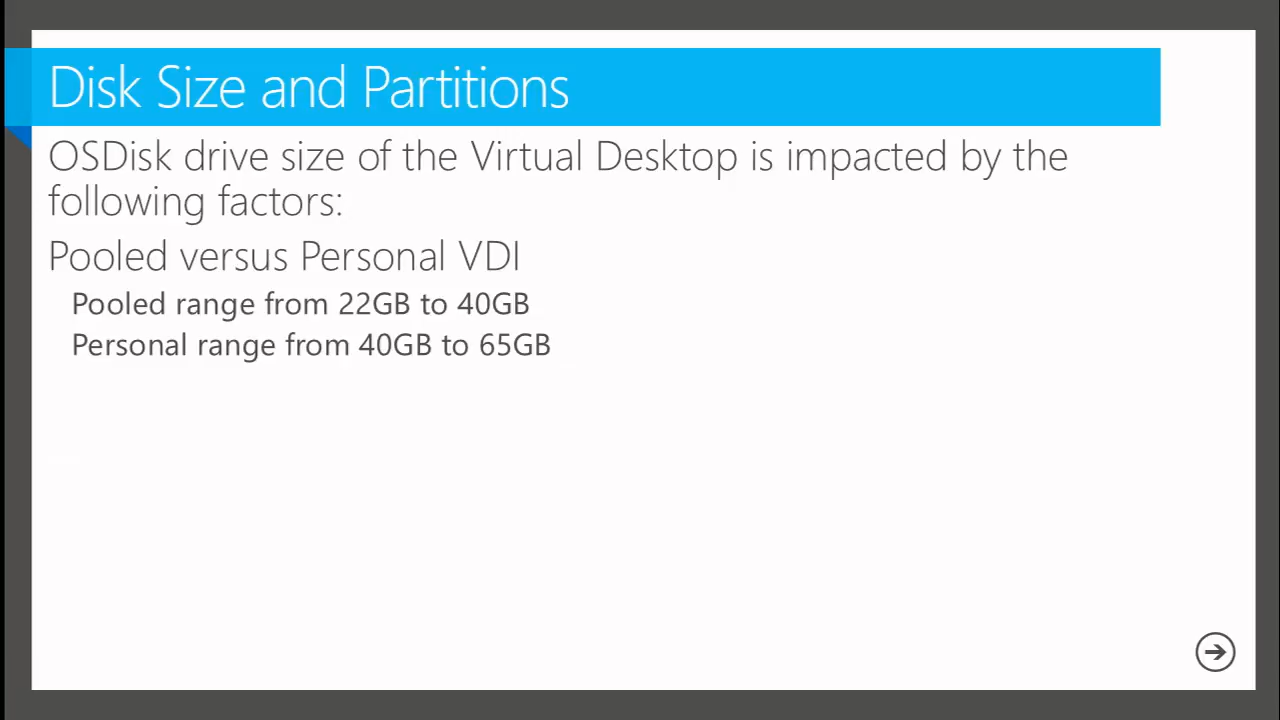 Disk Size and Partitions
OSDisk drive size of the Virtual Desktop is impacted by the
following factors:
Pooled versus Personal VDI
Pooled range from 22GB to 40GB
Personal range from 40GB to 65GB